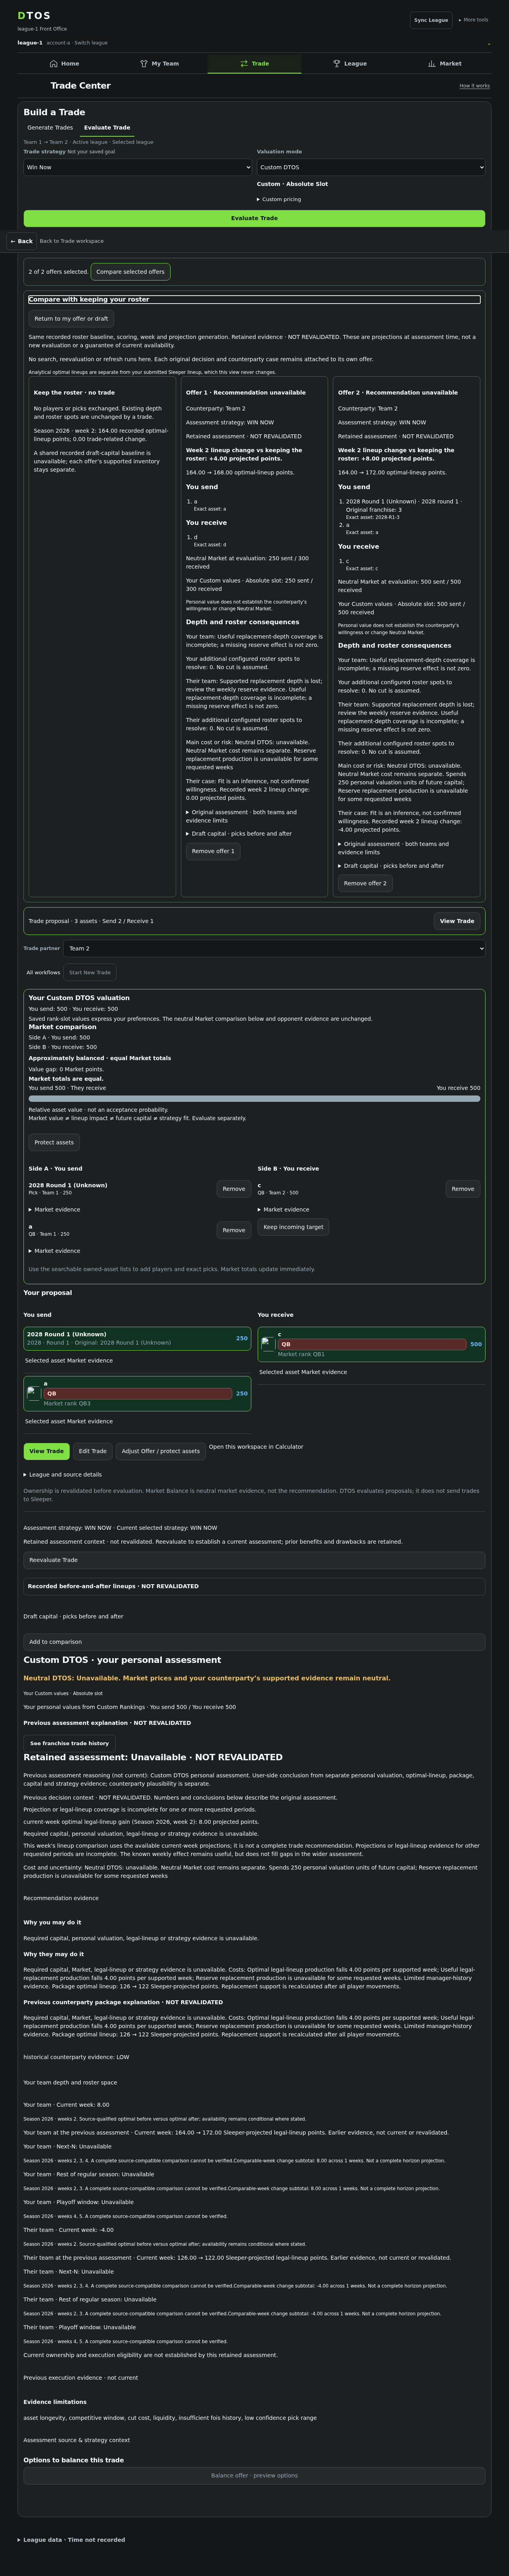 DTOS
league-1 Front Office
Sync League
▸ More tools
league-1 account-a · Switch league
Home
My Team
Trade
League
Market
Trade Center
How it works
Build a Trade
Generate Trades
Evaluate Trade
Team 1 → Team 2 · Active league · Selected league
Trade strategy Not your saved goal
Valuation mode
Win Now
Custom DTOS
Custom · Absolute Slot
▸ Custom pricing
Evaluate Trade
← Back
Back to Trade workspace
2 of 2 offers selected.
Compare selected offers
Compare with keeping your roster
Return to my offer or draft
Same recorded roster baseline, scoring, week and projection generation. Retained evidence · NOT REVALIDATED. These are projections at assessment time, not a
new evaluation or a guarantee of current availability.
No search, reevaluation or refresh runs here. Each original decision and counterparty case remains attached to its own offer.
Analytical optimal lineups are separate from your submitted Sleeper lineup, which this view never changes.
Keep the roster · no trade
No players or picks exchanged. Existing depth
and roster spots are unchanged by a trade.
Season 2026 · week 2: 164.00 recorded optimal-
lineup points; 0.00 trade-related change.
A shared recorded draft-capital baseline is
unavailable; each offer's supported inventory
stays separate.
Offer 1 · Recommendation unavailable
Counterparty: Team 2
Assessment strategy: WIN NOW
Retained assessment · NOT REVALIDATED
Week 2 lineup change vs keeping the
roster: +4.00 projected points.
164.00 → 168.00 optimal-lineup points.
You send
1. a
Exact asset: a
You receive
1. d
Exact asset: d
Neutral Market at evaluation: 250 sent / 300
received
Your Custom values · Absolute slot: 250 sent /
300 received
Personal value does not establish the counterparty's
willingness or change Neutral Market.
Depth and roster consequences
Your team: Useful replacement-depth coverage is
incomplete; a missing reserve effect is not zero.
Your additional configured roster spots to
resolve: 0. No cut is assumed.
Their team: Supported replacement depth is lost;
review the weekly reserve evidence. Useful
replacement-depth coverage is incomplete; a
missing reserve effect is not zero.
Their additional configured roster spots to
resolve: 0. No cut is assumed.
Main cost or risk: Neutral DTOS: unavailable.
Neutral Market cost remains separate. Reserve
replacement production is unavailable for some
requested weeks
Their case: Fit is an inference, not confirmed
willingness. Recorded week 2 lineup change:
0.00 projected points.
▸ Original assessment · both teams and
evidence limits
▸ Draft capital · picks before and after
Remove offer 1
Offer 2 · Recommendation unavailable
Counterparty: Team 2
Assessment strategy: WIN NOW
Retained assessment · NOT REVALIDATED
Week 2 lineup change vs keeping the
roster: +8.00 projected points.
164.00 → 172.00 optimal-lineup points.
You send
1. 2028 Round 1 (Unknown) · 2028 round 1 ·
Original franchise: 3
Exact asset: 2028-R1-3
2. a
Exact asset: a
You receive
1. c
Exact asset: c
Neutral Market at evaluation: 500 sent / 500
received
Your Custom values · Absolute slot: 500 sent /
500 received
Personal value does not establish the counterparty's
willingness or change Neutral Market.
Depth and roster consequences
Your team: Useful replacement-depth coverage is
incomplete; a missing reserve effect is not zero.
Your additional configured roster spots to
resolve: 0. No cut is assumed.
Their team: Supported replacement depth is lost;
review the weekly reserve evidence. Useful
replacement-depth coverage is incomplete; a
missing reserve effect is not zero.
Their additional configured roster spots to
resolve: 0. No cut is assumed.
Main cost or risk: Neutral DTOS: unavailable.
Neutral Market cost remains separate. Spends
250 personal valuation units of future capital;
Reserve replacement production is unavailable
for some requested weeks
Their case: Fit is an inference, not confirmed
willingness. Recorded week 2 lineup change:
-4.00 projected points.
▸ Original assessment · both teams and
evidence limits
▸ Draft capital · picks before and after
Remove offer 2
Trade proposal · 3 assets · Send 2 / Receive 1
View Trade
Trade partner
Team 2
All workflows
Start New Trade
Your Custom DTOS valuation
You send: 500 · You receive: 500
Saved rank-slot values express your preferences. The neutral Market comparison below and opponent evidence are unchanged.
Market comparison
Side A · You send: 500
Side B · You receive: 500
Approximately balanced · equal Market totals
Value gap: 0 Market points.
Market totals are equal.
You send 500 · They receive
You receive 500
Relative asset value · not an acceptance probability.
Market value ≠ lineup impact ≠ future capital ≠ strategy fit. Evaluate separately.
Protect assets
Side A · You send
2028 Round 1 (Unknown)
Pick · Team 1 · 250
Remove
▸ Market evidence
a
QB · Team 1 · 250
Remove
▸ Market evidence
Side B · You receive
c
QB · Team 2 · 500
Remove
▸ Market evidence
Keep incoming target
Use the searchable owned-asset lists to add players and exact picks. Market totals update immediately.
Your proposal
You send
2028 Round 1 (Unknown)
2028 · Round 1 · Original: 2028 Round 1 (Unknown)
250
Selected asset Market evidence
a
QB
Market rank QB3
250
Selected asset Market evidence
You receive
c
QB
Market rank QB1
500
Selected asset Market evidence
View Trade
Edit Trade
Adjust Offer / protect assets
Open this workspace in Calculator
▸ League and source details
Ownership is revalidated before evaluation. Market Balance is neutral market evidence, not the recommendation. DTOS evaluates proposals; it does not send trades
to Sleeper.
Assessment strategy: WIN NOW · Current selected strategy: WIN NOW
Retained assessment context · not revalidated. Reevaluate to establish a current assessment; prior benefits and drawbacks are retained.
Reevaluate Trade
Recorded before-and-after lineups · NOT REVALIDATED
Draft capital · picks before and after
Add to comparison
Custom DTOS · your personal assessment
Neutral DTOS: Unavailable. Market prices and your counterparty's supported evidence remain neutral.
Your Custom values · Absolute slot
Your personal values from Custom Rankings · You send 500 / You receive 500
Previous assessment explanation · NOT REVALIDATED
See franchise trade history
Retained assessment: Unavailable · NOT REVALIDATED
Previous assessment reasoning (not current): Custom DTOS personal assessment. User-side conclusion from separate personal valuation, optimal-lineup, package,
capital and strategy evidence; counterparty plausibility is separate.
Previous decision context · NOT REVALIDATED. Numbers and conclusions below describe the original assessment.
Projection or legal-lineup coverage is incomplete for one or more requested periods.
current-week optimal legal-lineup gain (Season 2026, week 2): 8.00 projected points.
Required capital, personal valuation, legal-lineup or strategy evidence is unavailable.
This week's lineup comparison uses the available current-week projections; it is not a complete trade recommendation. Projections or legal-lineup evidence for other
requested periods are incomplete. The known weekly effect remains useful, but does not fill gaps in the wider assessment.
Cost and uncertainty: Neutral DTOS: unavailable. Neutral Market cost remains separate. Spends 250 personal valuation units of future capital; Reserve replacement
production is unavailable for some requested weeks
Recommendation evidence
Why you may do it
Required capital, personal valuation, legal-lineup or strategy evidence is unavailable.
Why they may do it
Required capital, Market, legal-lineup or strategy evidence is unavailable. Costs: Optimal legal-lineup production falls 4.00 points per supported week; Useful legal-
replacement production falls 4.00 points per supported week; Reserve replacement production is unavailable for some requested weeks. Limited manager-history
evidence. Package optimal lineup: 126 → 122 Sleeper-projected points. Replacement support is recalculated after all player movements.
Previous counterparty package explanation · NOT REVALIDATED
Required capital, Market, legal-lineup or strategy evidence is unavailable. Costs: Optimal legal-lineup production falls 4.00 points per supported week; Useful legal-
replacement production falls 4.00 points per supported week; Reserve replacement production is unavailable for some requested weeks. Limited manager-history
evidence. Package optimal lineup: 126 → 122 Sleeper-projected points. Replacement support is recalculated after all player movements.
historical counterparty evidence: LOW
Your team depth and roster space
Your team · Current week: 8.00
Season 2026 · weeks 2. Source-qualified optimal before versus optimal after; availability remains conditional where stated.
Your team at the previous assessment · Current week: 164.00 → 172.00 Sleeper-projected legal-lineup points. Earlier evidence, not current or revalidated.
Your team · Next-N: Unavailable
Season 2026 · weeks 2, 3, 4. A complete source-compatible comparison cannot be verified.Comparable-week change subtotal: 8.00 across 1 weeks. Not a complete horizon projection.
Your team · Rest of regular season: Unavailable
Season 2026 · weeks 2, 3. A complete source-compatible comparison cannot be verified.Comparable-week change subtotal: 8.00 across 1 weeks. Not a complete horizon projection.
Your team · Playoff window: Unavailable
Season 2026 · weeks 4, 5. A complete source-compatible comparison cannot be verified.
Their team · Current week: -4.00
Season 2026 · weeks 2. Source-qualified optimal before versus optimal after; availability remains conditional where stated.
Their team at the previous assessment · Current week: 126.00 → 122.00 Sleeper-projected legal-lineup points. Earlier evidence, not current or revalidated.
Their team · Next-N: Unavailable
Season 2026 · weeks 2, 3, 4. A complete source-compatible comparison cannot be verified.Comparable-week change subtotal: -4.00 across 1 weeks. Not a complete horizon projection.
Their team · Rest of regular season: Unavailable
Season 2026 · weeks 2, 3. A complete source-compatible comparison cannot be verified.Comparable-week change subtotal: -4.00 across 1 weeks. Not a complete horizon projection.
Their team · Playoff window: Unavailable
Season 2026 · weeks 4, 5. A complete source-compatible comparison cannot be verified.
Current ownership and execution eligibility are not established by this retained assessment.
Previous execution evidence · not current
Evidence limitations
asset longevity, competitive window, cut cost, liquidity, insufficient fois history, low confidence pick range
Assessment source & strategy context
Options to balance this trade
Balance offer · preview options
▸ League data · Time not recorded